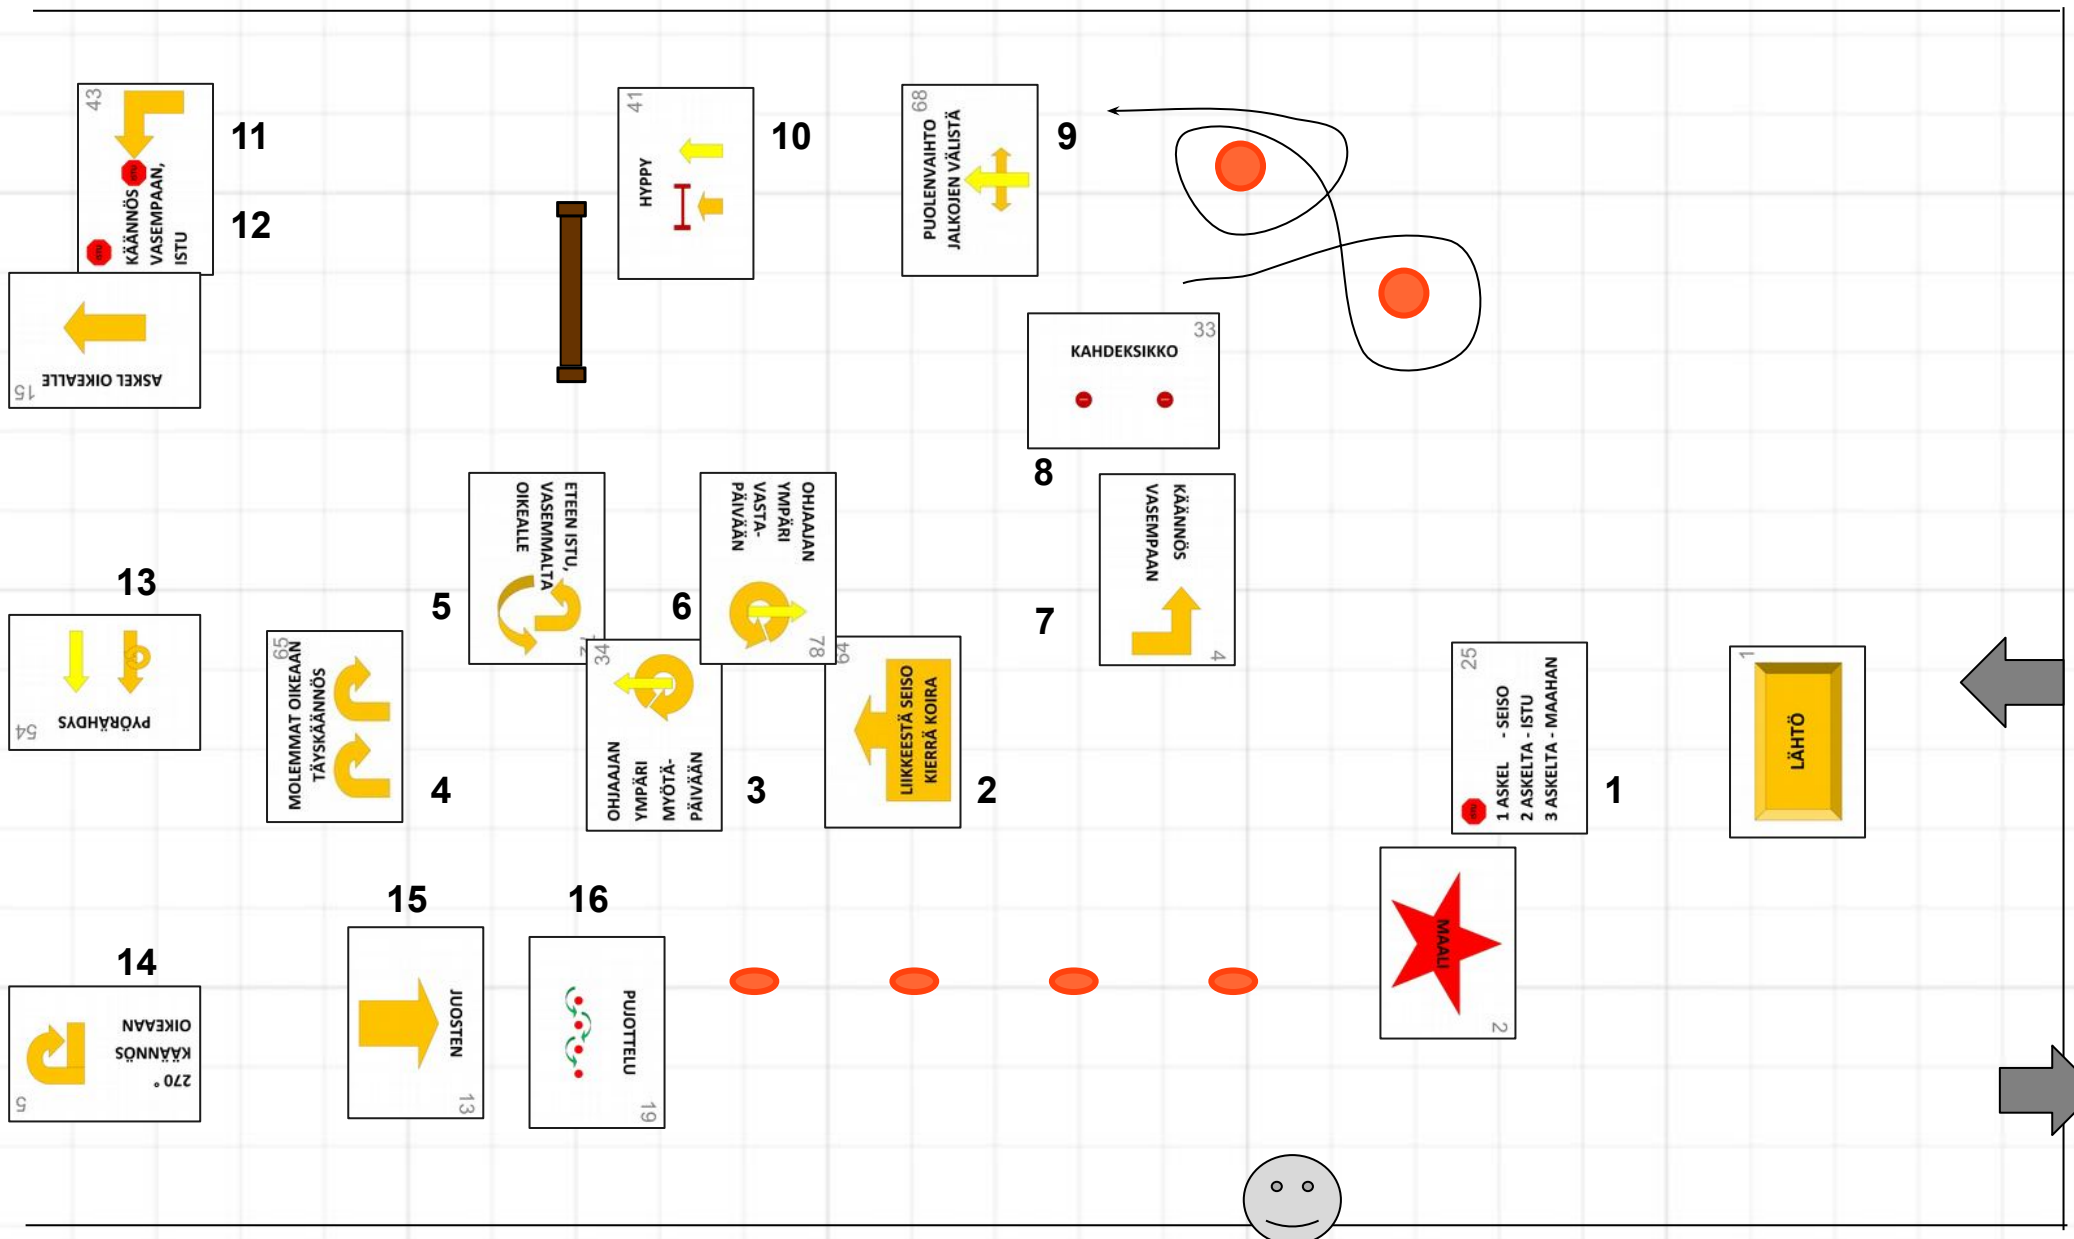 43
KÄÄNNÖS
VASEMPAAN,
ISTU
11
12
41
HYPPY
10
68
PUOLENVAIHTO
JALKOJEN VÄLISTÄ
9
15
ASKEL OIKEALLE
33
KAHDEKSIKKO
8
ETEEN ISTU,
VASEMMALTA
OIKEALLE
5
OHJAAJAN
YMPÄRI
VASTA-
PÄIVÄÄN
78
6
KÄÄNNÖS
VASEMPAAN
4
7
13
PYÖRÄHDYS
54
65
MOLEMMAT OIKEAAN
TÄYSKÄÄNNÖS
4
34
OHJAAJAN
YMPÄRI
MYÖTÄ-
PÄIVÄÄN
3
64
LIIKKEESTÄ SEISO
KIERRÄ KOIRA
2
25
1 ASKEL - SEISO
2 ASKELTA - ISTU
3 ASKELTA - MAAHAN
1
1
LÄHTÖ
14
270°
KÄÄNNÖS
OIKEAAN
5
15
JUOSTEN
13
16
PUJOTTELU
19
MAALI
2